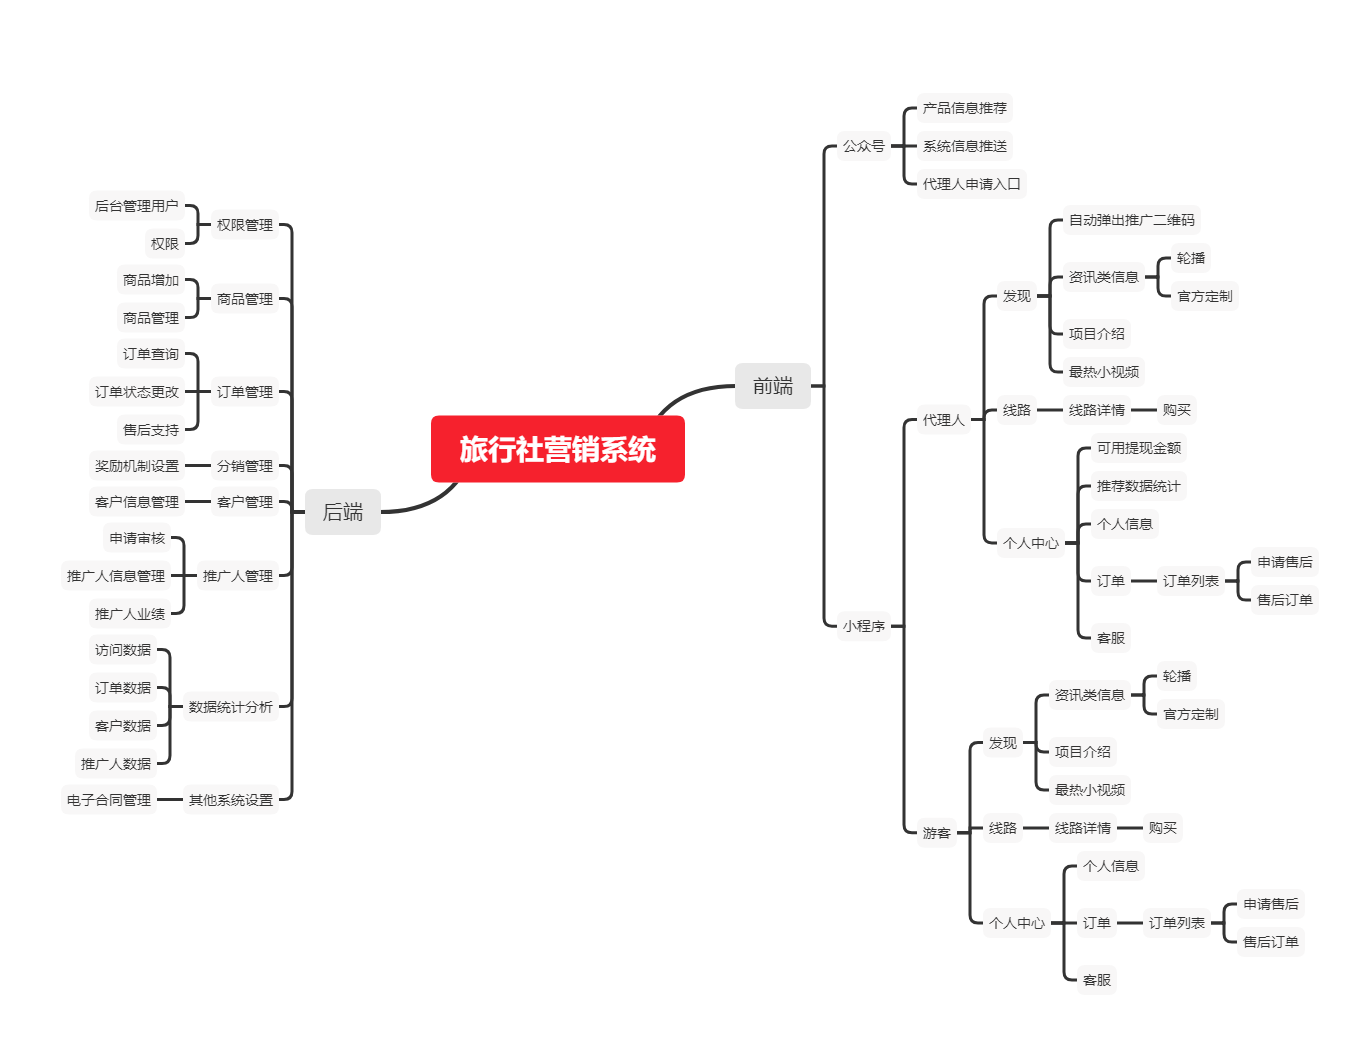 旅行社营销系统
前端
公众号
产品信息推荐
系统信息推送
代理人申请入口
小程序
代理人
发现
自动弹出推广二维码
资讯类信息
轮播
官方定制
项目介绍
最热小视频
线路
线路详情
购买
个人中心
可用提现金额
推荐数据统计
个人信息
订单
订单列表
申请售后
售后订单
客服
游客
发现
资讯类信息
轮播
官方定制
项目介绍
最热小视频
线路
线路详情
购买
个人中心
个人信息
订单
订单列表
申请售后
售后订单
客服
后端
权限管理
后台管理用户
权限
商品管理
商品增加
商品管理
订单管理
订单查询
订单状态更改
售后支持
分销管理
奖励机制设置
客户管理
客户信息管理
推广人管理
申请审核
推广人信息管理
推广人业绩
数据统计分析
访问数据
订单数据
客户数据
推广人数据
其他系统设置
电子合同管理